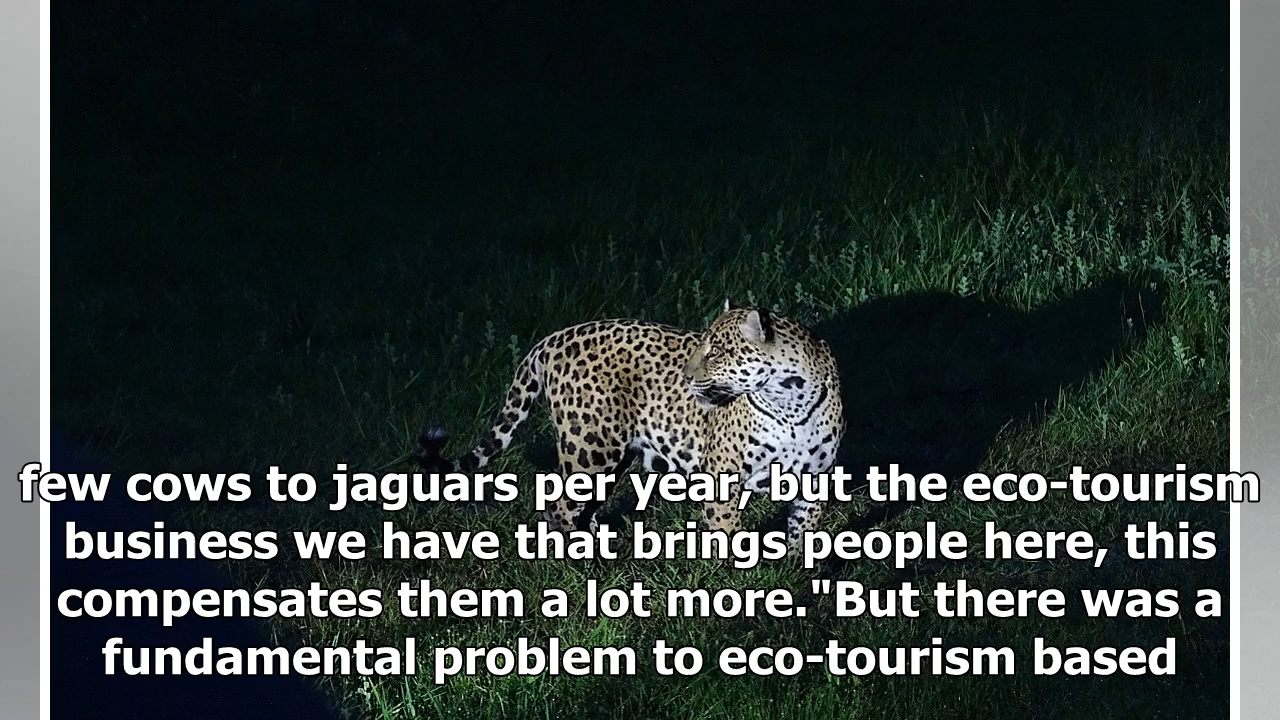 few cows to jaguars per year, but the eco-tourism
business we have that brings people here, this
compensates them a lot more."But there was a
fundamental problem to eco-tourism based